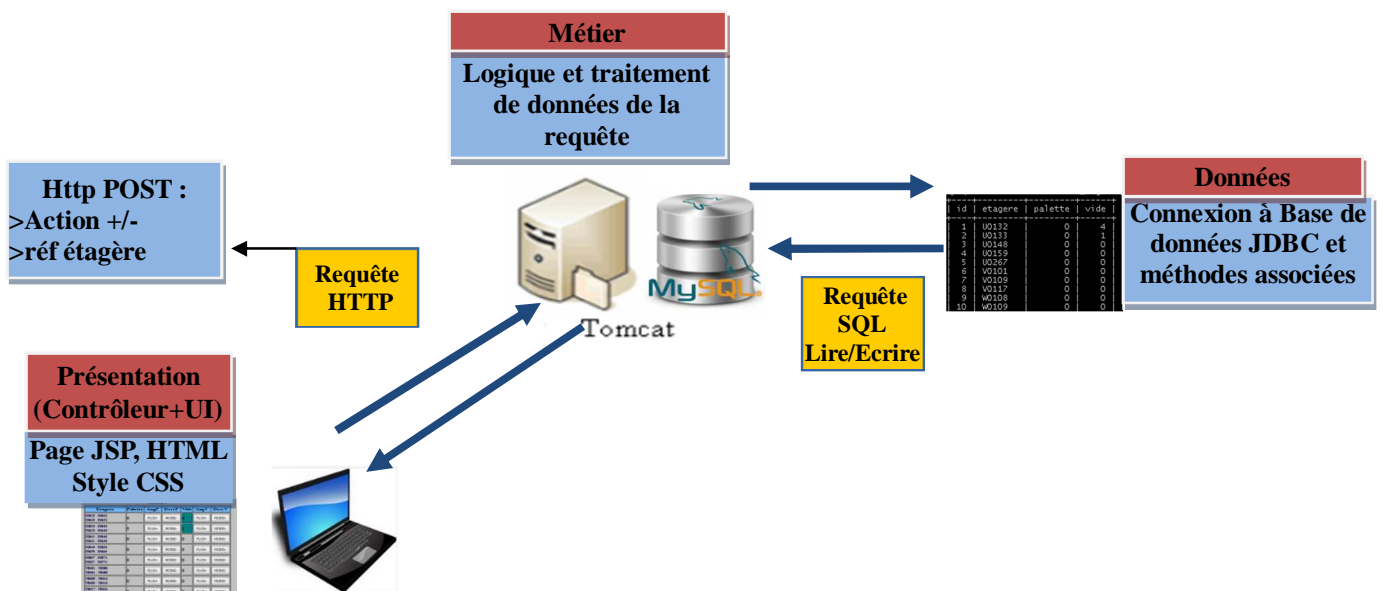 Métier
Logique et traitement
de données de la
requête
Http POST :
>Action +/-
>réf étagère
Requête
HTTP
Tomcat
MySQL
Requête
SQL
Lire/Ecrire
| id | etagere | palette | vide |
| 1 | U0132 | 0 | 4 |
| 2 | U0133 | 0 | 1 |
| 3 | U0148 | 0 | 0 |
| 4 | U0159 | 0 | 0 |
| 5 | U0267 | 0 | 0 |
| 6 | V0101 | 0 | 0 |
| 7 | V0109 | 0 | 0 |
| 8 | V0117 | 0 | 0 |
| 9 | W0108 | 0 | 0 |
| 10 | W0109 | 0 | 0 |
Données
Connexion à Base de
données JDBC et
méthodes associées
Présentation
(Contrôleur+UI)
Page JSP, HTML
Style CSS